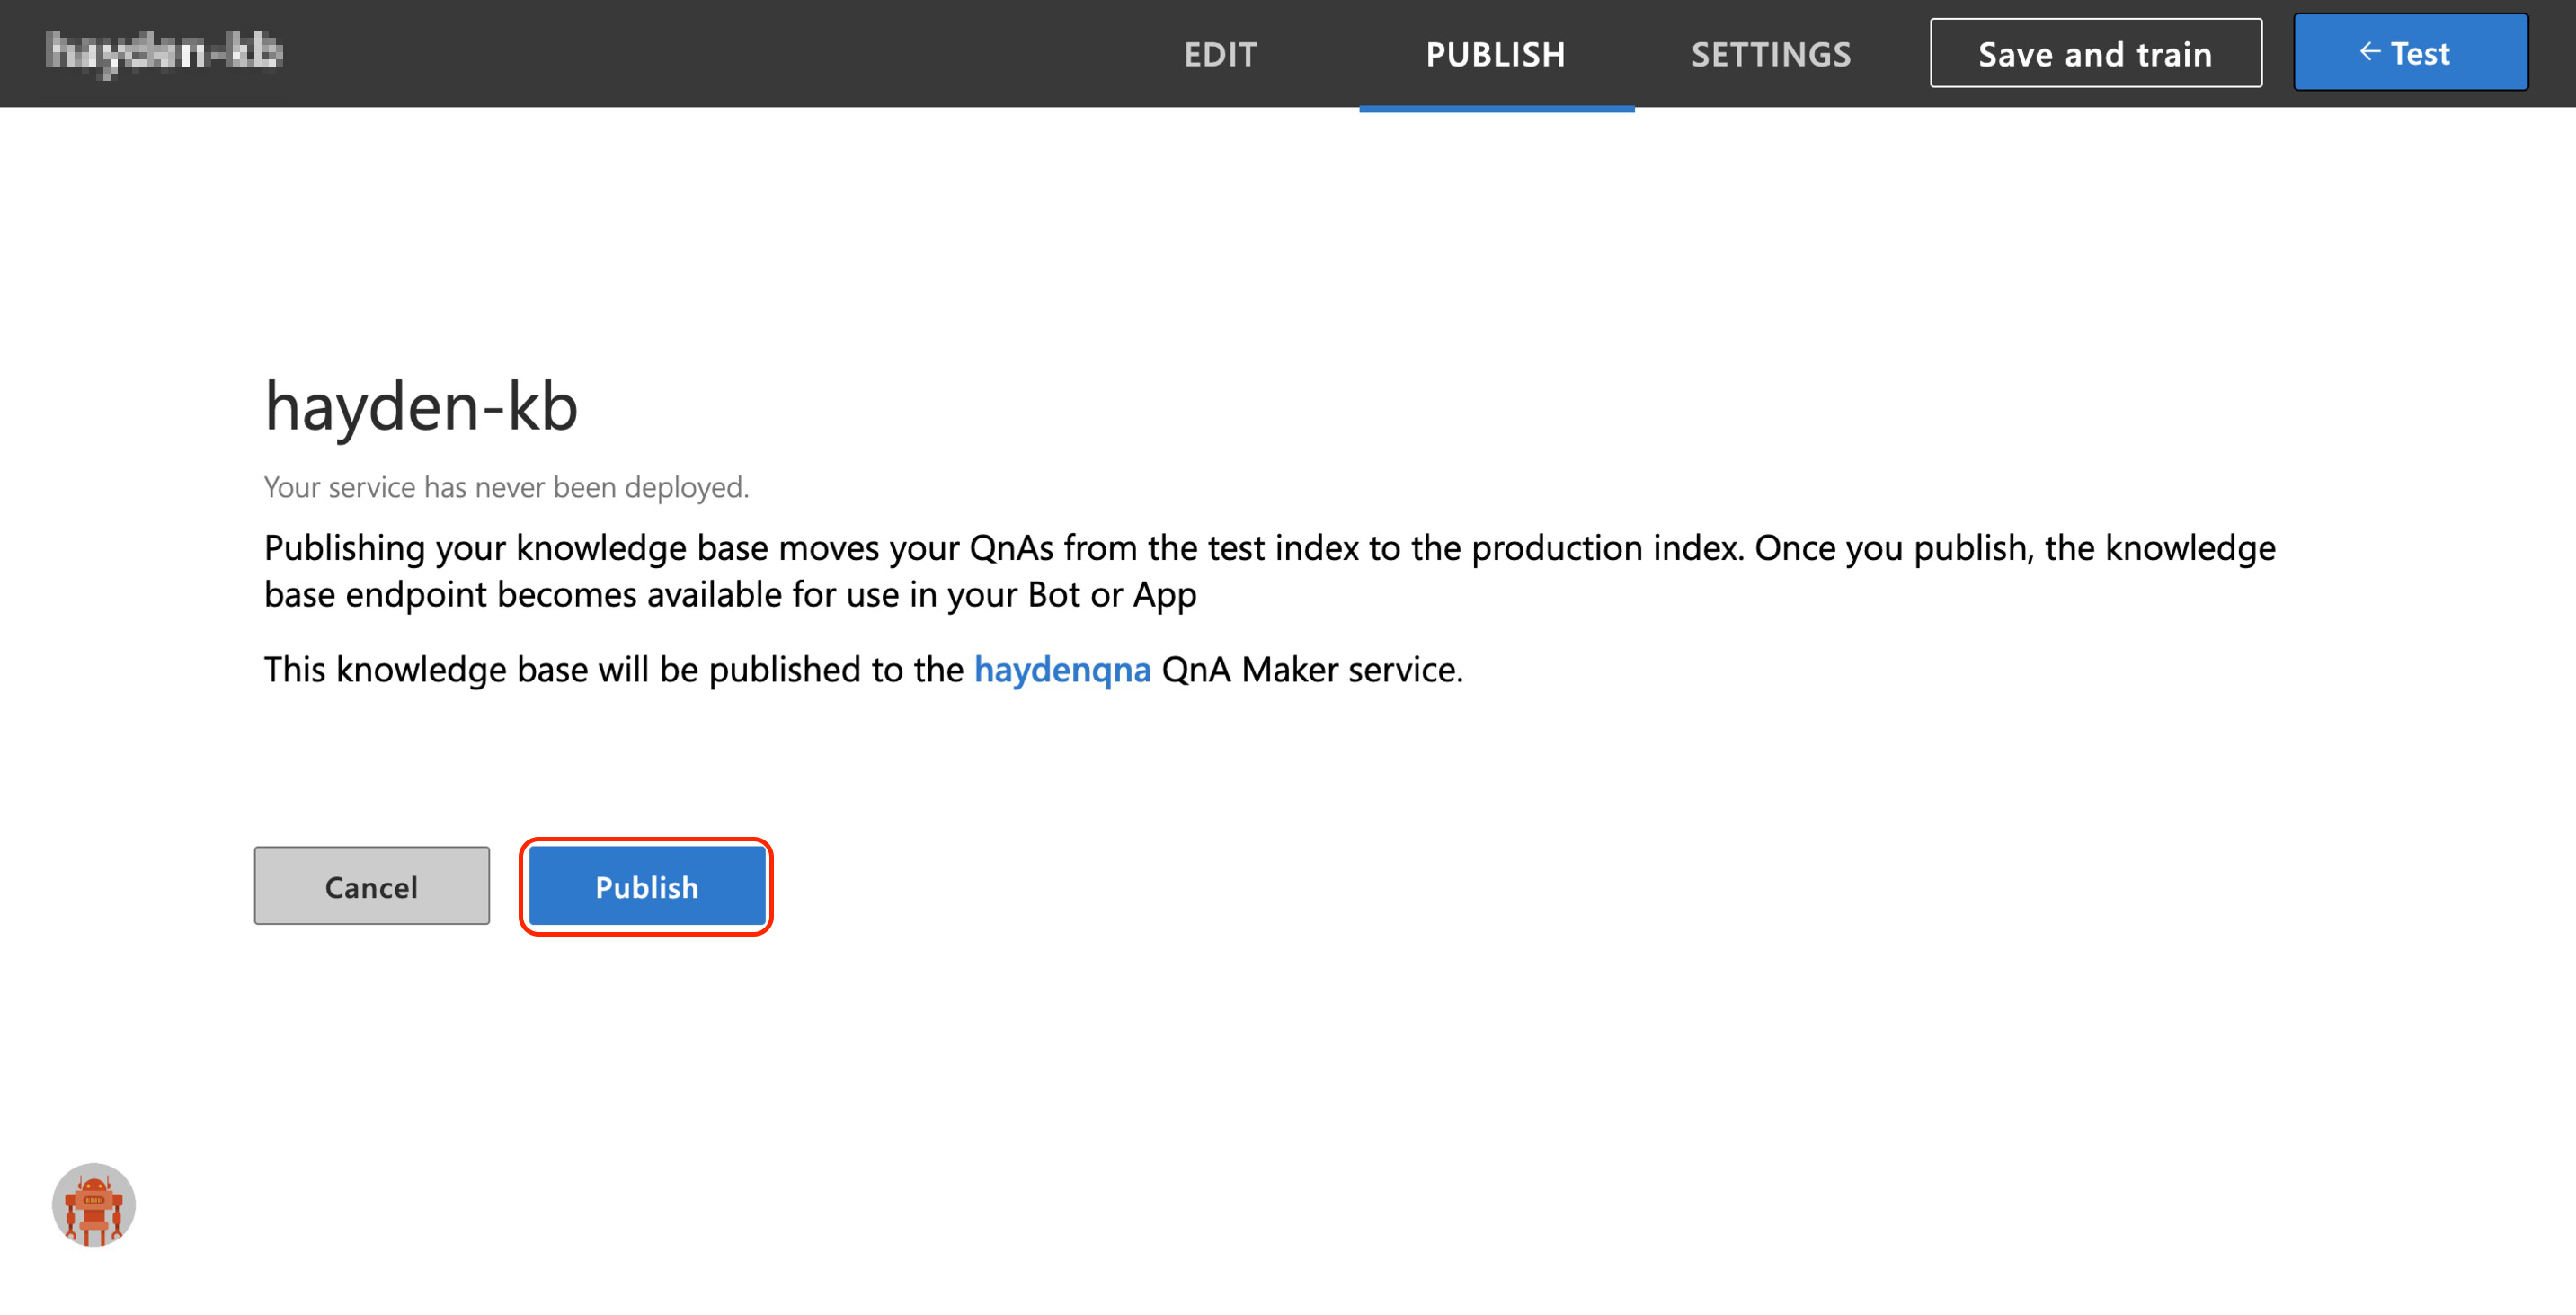 hayden-kb
EDIT
PUBLISH
SETTINGS
Save and train
← Test
hayden-kb
Your service has never been deployed.
Publishing your knowledge base moves your QnAs from the test index to the production index. Once you publish, the knowledge
base endpoint becomes available for use in your Bot or App
This knowledge base will be published to the haydenqna QnA Maker service.
Cancel
Publish